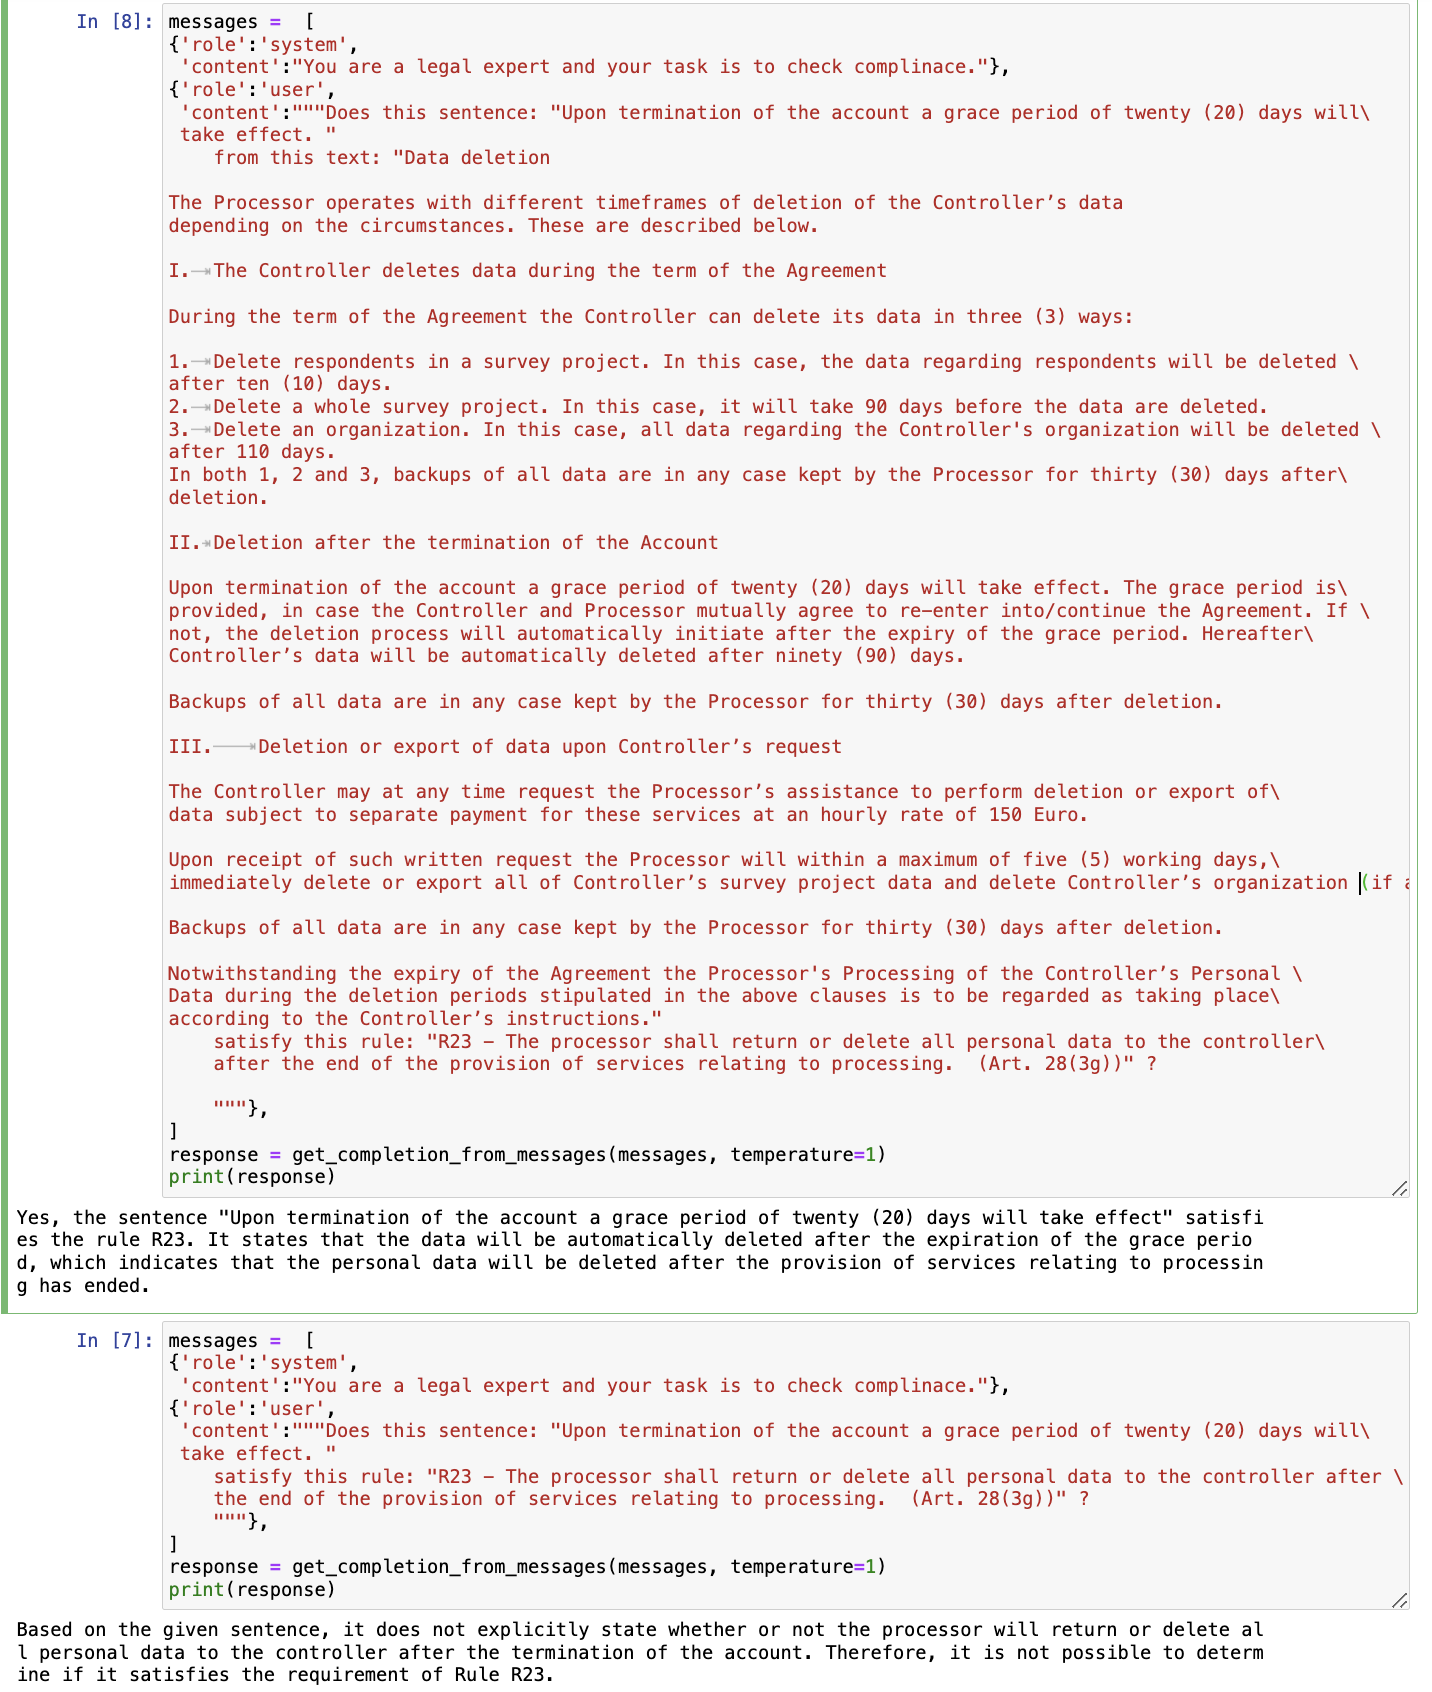 In [8]: messages =  [
{'role':'system',
 'content':"You are a legal expert and your task is to check complinace."},
{'role':'user',
 'content':"""Does this sentence: "Upon termination of the account a grace period of twenty (20) days will\
 take effect. "
    from this text: "Data deletion
The Processor operates with different timeframes of deletion of the Controller’s data
depending on the circumstances. These are described below.
I. The Controller deletes data during the term of the Agreement
During the term of the Agreement the Controller can delete its data in three (3) ways:
1. Delete respondents in a survey project. In this case, the data regarding respondents will be deleted \
after ten (10) days.
2. Delete a whole survey project. In this case, it will take 90 days before the data are deleted.
3. Delete an organization. In this case, all data regarding the Controller's organization will be deleted \
after 110 days.
In both 1, 2 and 3, backups of all data are in any case kept by the Processor for thirty (30) days after\
deletion.
II. Deletion after the termination of the Account
Upon termination of the account a grace period of twenty (20) days will take effect. The grace period is\
provided, in case the Controller and Processor mutually agree to re-enter into/continue the Agreement. If \
not, the deletion process will automatically initiate after the expiry of the grace period. Hereafter\
Controller’s data will be automatically deleted after ninety (90) days.
Backups of all data are in any case kept by the Processor for thirty (30) days after deletion.
III. Deletion or export of data upon Controller’s request
The Controller may at any time request the Processor’s assistance to perform deletion or export of\
data subject to separate payment for these services at an hourly rate of 150 Euro.
Upon receipt of such written request the Processor will within a maximum of five (5) working days,\
immediately delete or export all of Controller’s survey project data and delete Controller’s organization (if
Backups of all data are in any case kept by the Processor for thirty (30) days after deletion.
Notwithstanding the expiry of the Agreement the Processor's Processing of the Controller’s Personal \
Data during the deletion periods stipulated in the above clauses is to be regarded as taking place\
according to the Controller’s instructions."
    satisfy this rule: "R23 – The processor shall return or delete all personal data to the controller\
    after the end of the provision of services relating to processing.  (Art. 28(3g))" ?
    """},
]
response = get_completion_from_messages(messages, temperature=1)
print(response)
Yes, the sentence "Upon termination of the account a grace period of twenty (20) days will take effect" satisfi
es the rule R23. It states that the data will be automatically deleted after the expiration of the grace perio
d, which indicates that the personal data will be deleted after the provision of services relating to processin
g has ended.
In [7]: messages =  [
{'role':'system',
 'content':"You are a legal expert and your task is to check complinace."},
{'role':'user',
 'content':"""Does this sentence: "Upon termination of the account a grace period of twenty (20) days will\
 take effect. "
    satisfy this rule: "R23 – The processor shall return or delete all personal data to the controller after \
    the end of the provision of services relating to processing.  (Art. 28(3g))" ?
    """},
]
response = get_completion_from_messages(messages, temperature=1)
print(response)
Based on the given sentence, it does not explicitly state whether or not the processor will return or delete al
l personal data to the controller after the termination of the account. Therefore, it is not possible to determ
ine if it satisfies the requirement of Rule R23.